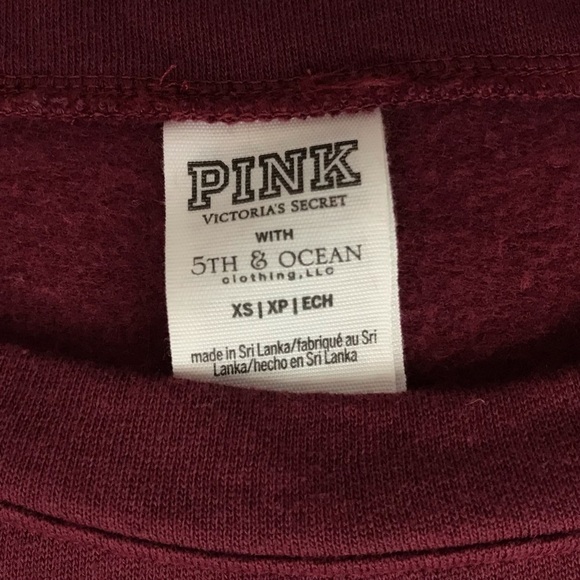 PINK
VICTORIA'S SECRET
WITH
5TH & OCEAN
clothing, LLC
XS | XP | ECH
made in Sri Lanka/fabriqué au Sri
Lanka/hecho en Sri Lanka